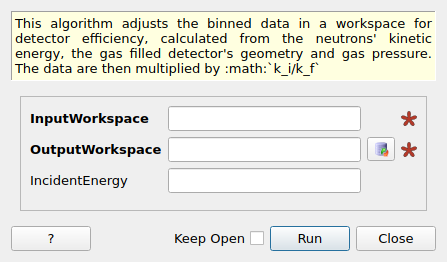 This algorithm adjusts the binned data in a workspace for
detector efficiency, calculated from the neutrons' kinetic
energy, the gas filled detector's geometry and gas pressure.
The data are then multiplied by :math:`k_i/k_f`
InputWorkspace *
OutputWorkspace *
IncidentEnergy
? Keep Open Run Close